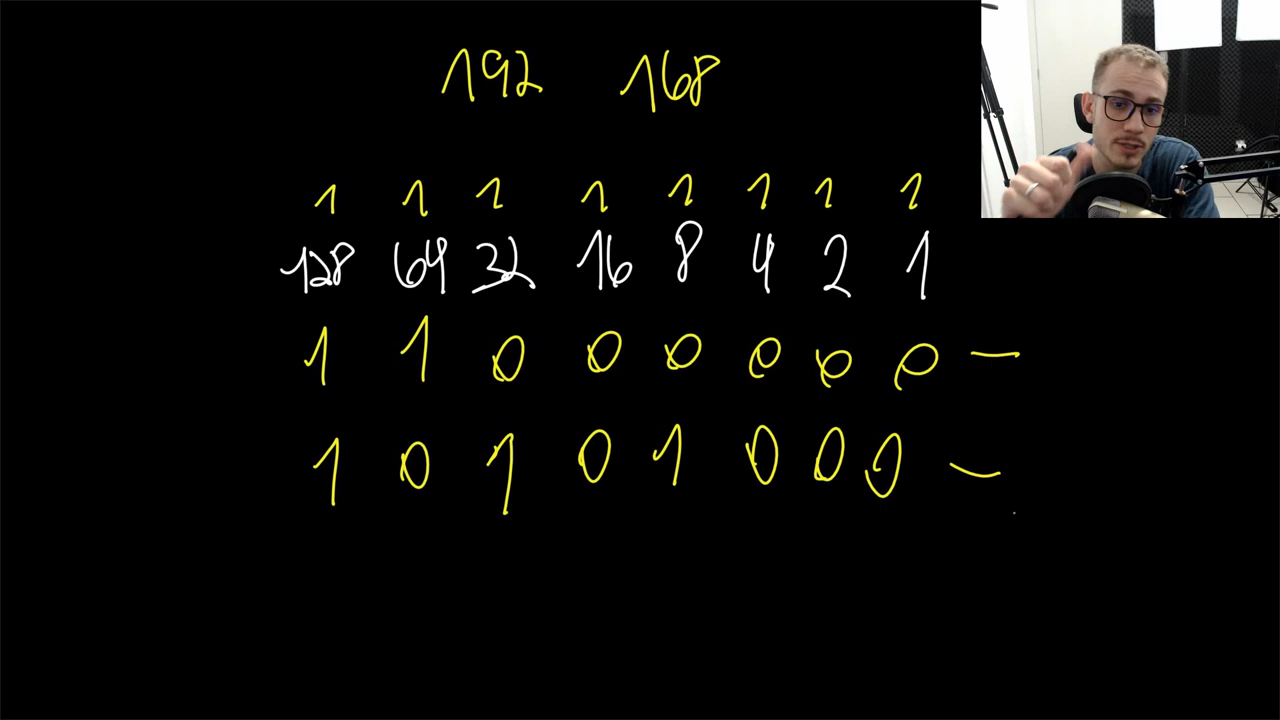 192 168
1 1 1 1 1 1 1 1
128 64 32 16 8 4 2 1
1 1 0 0 0 0 0 0 —
1 0 1 0 1 0 0 0 —